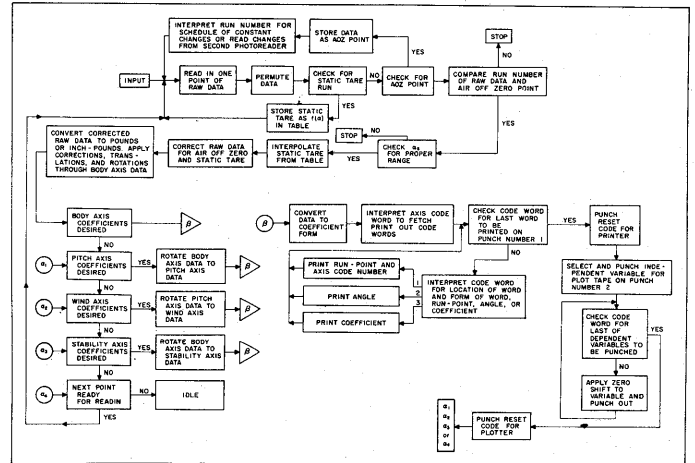 INTERPRET RUN NUMBER FOR
SCHEDULE OF CONSTANT
CHANGES OR READ CHANGES
FROM SECOND PHOTOREADER
STORE DATA
AS AOZ POINT
YES
STOP
NO
INPUT
READ IN ONE
POINT OF
RAW DATA
PERMUTE
DATA
CHECK FOR
STATIC TARE
RUN
NO
CHECK FOR
AOZ POINT
COMPARE RUN NUMBER
OF RAW DATA AND
AIR OFF ZERO POINT
YES
STORE STATIC
TARE AS f(α)
IN TABLE
YES
CONVERT CORRECTED
RAW DATA TO POUNDS
OR INCH-POUNDS. APPLY
CORRECTIONS, TRANS-
LATIONS, AND ROTATIONS
THROUGH BODY AXIS DATA
CORRECT RAW DATA
FOR AIR OFF ZERO
AND STATIC TARE
INTERPOLATE
STATIC TARE
FROM TABLE
YES
STOP
NO
CHECK
FOR PROPER
RANGE
BODY AXIS
COEFFICIENTS
DESIRED
β
NO
α1
PITCH AXIS
COEFFICIENTS
DESIRED
YES
ROTATE BODY
AXIS DATA TO
PITCH AXIS
DATA
β
NO
α2
WIND AXIS
COEFFICIENTS
DESIRED
YES
ROTATE PITCH
AXIS DATA TO
WIND AXIS
DATA
β
NO
α3
STABILITY AXIS
COEFFICIENTS
DESIRED
YES
ROTATE BODY
AXIS DATA TO
STABILITY AXIS
DATA
β
NO
α4
NEXT POINT
READY
FOR READIN
NO
IDLE
YES
β
CONVERT
DATA TO
COEFFICIENT
FORM
INTERPRET AXIS CODE
WORD TO FETCH
PRINT OUT CODE
WORDS
CHECK CODE WORD
FOR LAST WORD
TO BE
PRINTED ON
PUNCH NUMBER 1
YES
PUNCH
RESET
CODE FOR
PRINTER
NO
PRINT RUN-POINT AND
AXIS CODE NUMBER
PRINT ANGLE
PRINT COEFFICIENT
1
2
3
INTERPRET CODE WORD
FOR LOCATION OF WORD
AND FORM OF WORD,
RUN-POINT, ANGLE, OR
COEFFICIENT
SELECT AND PUNCH INDE-
PENDENT VARIABLE FOR
PLOT TAPE ON PUNCH
NUMBER 2
CHECK CODE
WORD FOR
LAST OF
DEPENDENT
VARIABLES TO
BE PUNCHED
YES
NO
APPLY ZERO
SHIFT TO
VARIABLE AND
PUNCH OUT
α1
α2
α3
or
α4
PUNCH RESET
CODE FOR
PLOTTER